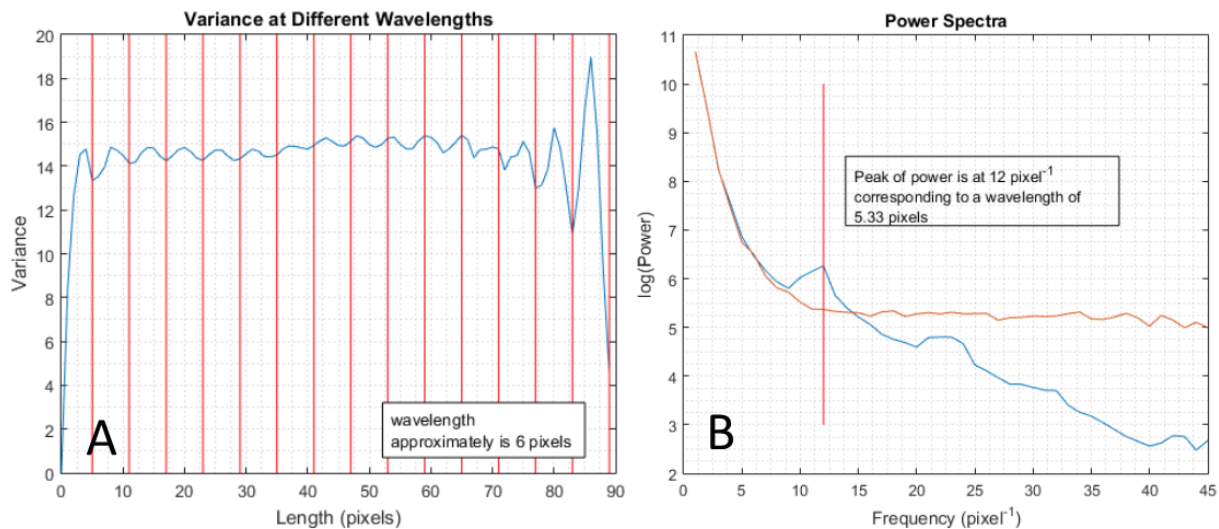 Variance at Different Wavelengths
20
18
16
14
12
10
8
6
4
2
0
Variance
wavelength
approximately is 6 pixels
A
0 10 20 30 40 50 60 70 80 90
Length (pixels)
Power Spectra
11
10
9
8
7
6
5
4
3
2
log(Power)
Peak of power is at 12 pixel⁻¹
corresponding to a wavelength of
5.33 pixels
B
0 5 10 15 20 25 30 35 40 45
Frequency (pixel⁻¹)